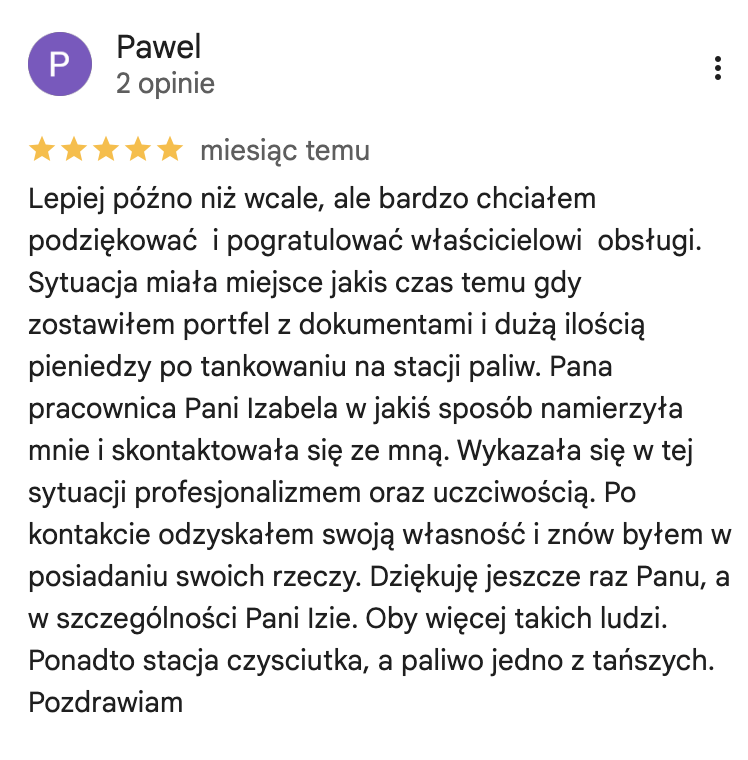 P
Pawel
2 opinie
miesiąc temu
Lepiej późno niż wcale, ale bardzo chciałem
podziękować  i pogratulować właścicielowi  obsługi.
Sytuacja miała miejsce jakis czas temu gdy
zostawiłem portfel z dokumentami i dużą ilością
pieniedzy po tankowaniu na stacji paliw. Pana
pracownica Pani Izabela w jakiś sposób namierzyła
mnie i skontaktowała się ze mną. Wykazała się w tej
sytuacji profesjonalizmem oraz uczciwością. Po
kontakcie odzyskałem swoją własność i znów byłem w
posiadaniu swoich rzeczy. Dziękuję jeszcze raz Panu, a
w szczególności Pani Izie. Oby więcej takich ludzi.
Ponadto stacja czysciutka, a paliwo jedno z tańszych.
Pozdrawiam